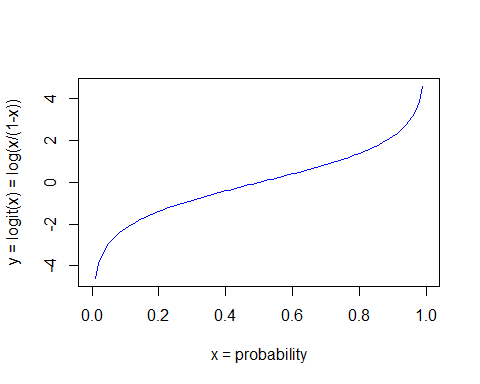 y = logit(x) = log(x/(1-x))
4
2
0
-2
-4
0.0 0.2 0.4 0.6 0.8 1.0
x = probability